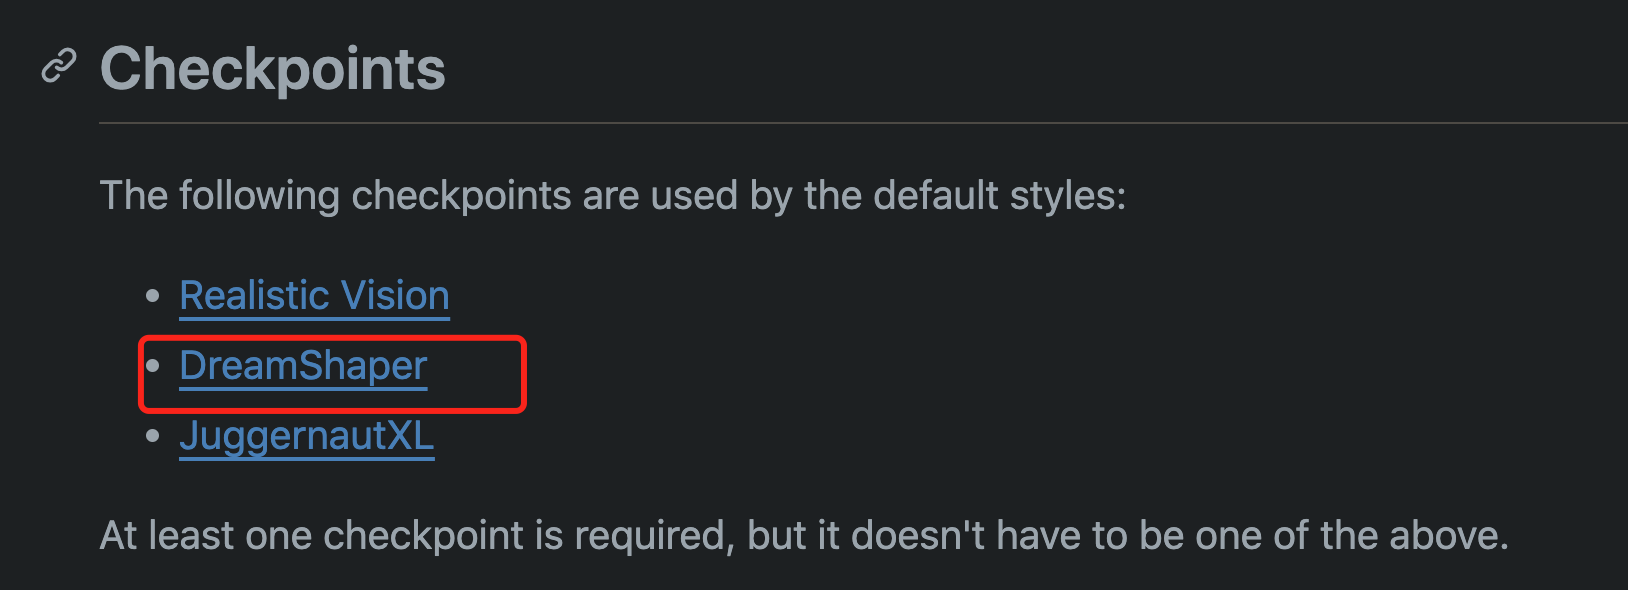 Checkpoints
The following checkpoints are used by the default styles:
Realistic Vision
DreamShaper
JuggernautXL
At least one checkpoint is required, but it doesn't have to be one of the above.